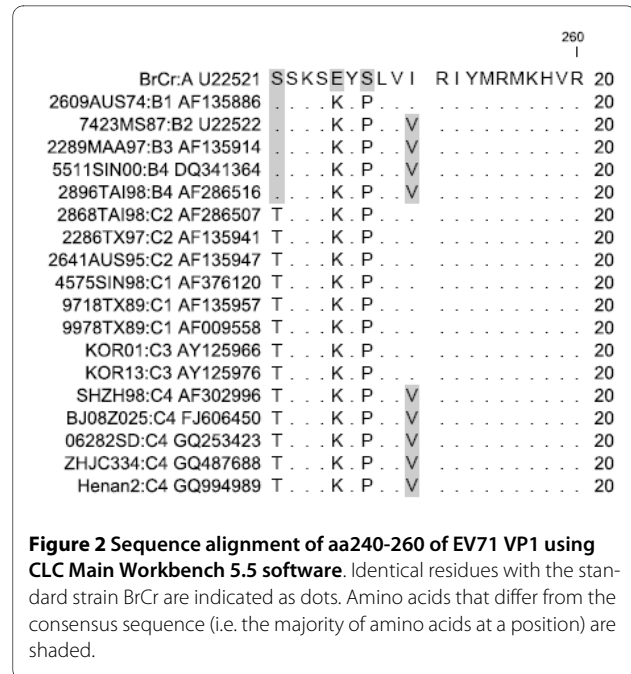 260
BrCr:A U22521 SSKSEYSLVI RIYMRMKHVR 20
2609AUS74:B1 AF135886 . . . . K . P . . . . . . . . . . . . . 20
7423MS87:B2 U22522 . . . . K . P . . V . . . . . . . . . . 20
2289MAA97:B3 AF135914 . . . . K . P . . V . . . . . . . . . . 20
5511SIN00:B4 DQ341364 . . . . K . P . . V . . . . . . . . . . 20
2896TAI98:B4 AF286516 . . . . K . P . . V . . . . . . . . . . 20
2868TAI98:C2 AF286507 T . . . K . P . . . . . . . . . . . . . 20
2286TX97:C2 AF135941 T . . . K . P . . . . . . . . . . . . . 20
2641AUS95:C2 AF135947 T . . . K . P . . . . . . . . . . . . . 20
4575SIN98:C1 AF376120 T . . . K . P . . . . . . . . . . . . . 20
9718TX89:C1 AF135957 T . . . K . P . . . . . . . . . . . . . 20
9978TX89:C1 AF009558 T . . . K . P . . . . . . . . . . . . . 20
KOR01:C3 AY125966 T . . . K . P . . . . . . . . . . . . . 20
KOR13:C3 AY125976 T . . . K . P . . . . . . . . . . . . . 20
SHZH98:C4 AF302996 T . . . K . P . . V . . . . . . . . . . 20
BJ08Z025:C4 FJ606450 T . . . K . P . . V . . . . . . . . . . 20
06282SD:C4 GQ253423 T . . . K . P . . V . . . . . . . . . . 20
ZHJC334:C4 GQ487688 T . . . K . P . . V . . . . . . . . . . 20
Henan2:C4 GQ994989 T . . . K . P . . V . . . . . . . . . . 20
Figure 2 Sequence alignment of aa240-260 of EV71 VP1 using
CLC Main Workbench 5.5 software. Identical residues with the stan-
dard strain BrCr are indicated as dots. Amino acids that differ from the
consensus sequence (i.e. the majority of amino acids at a position) are
shaded.